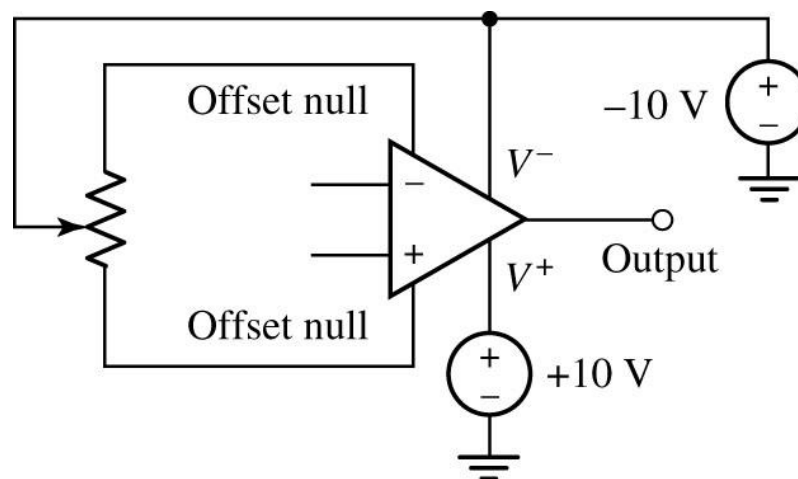 Offset null
−10 V
+
−
V−
−
+
Output
V+
Offset null
+
−
+10 V